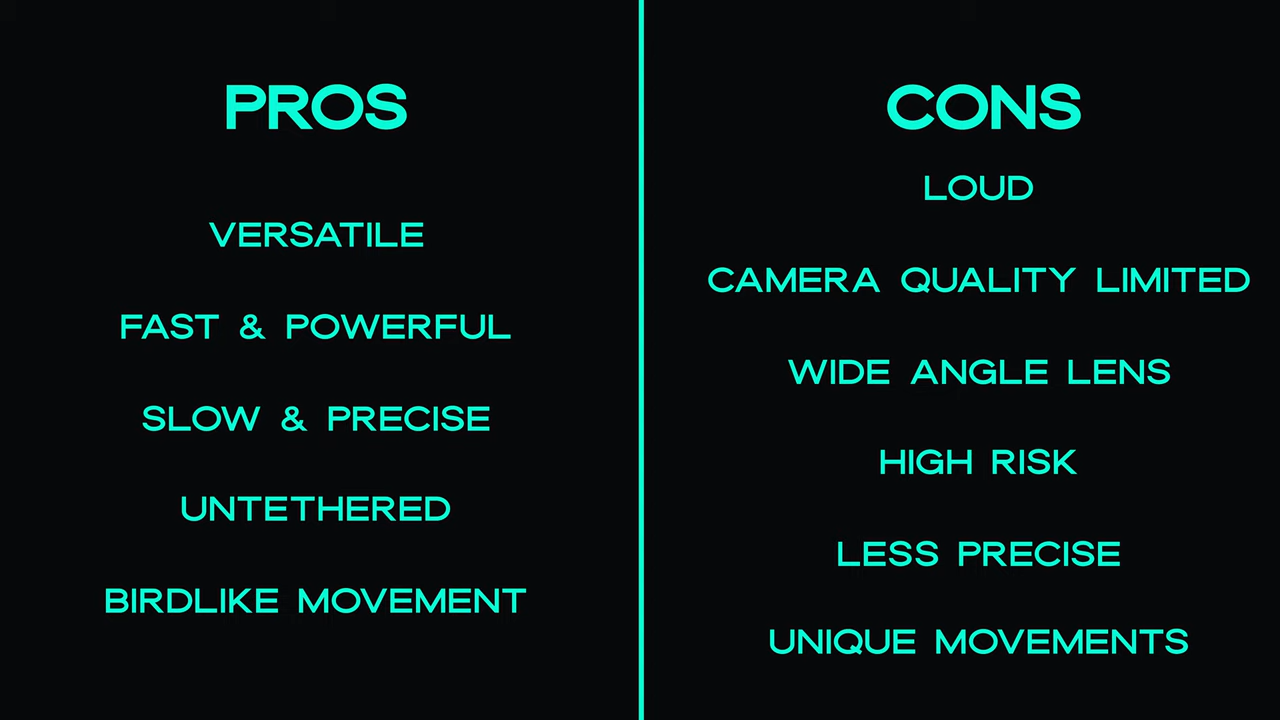 PROS
VERSATILE
FAST & POWERFUL
SLOW & PRECISE
UNTETHERED
BIRDLIKE MOVEMENT
CONS
LOUD
CAMERA QUALITY LIMITED
WIDE ANGLE LENS
HIGH RISK
LESS PRECISE
UNIQUE MOVEMENTS